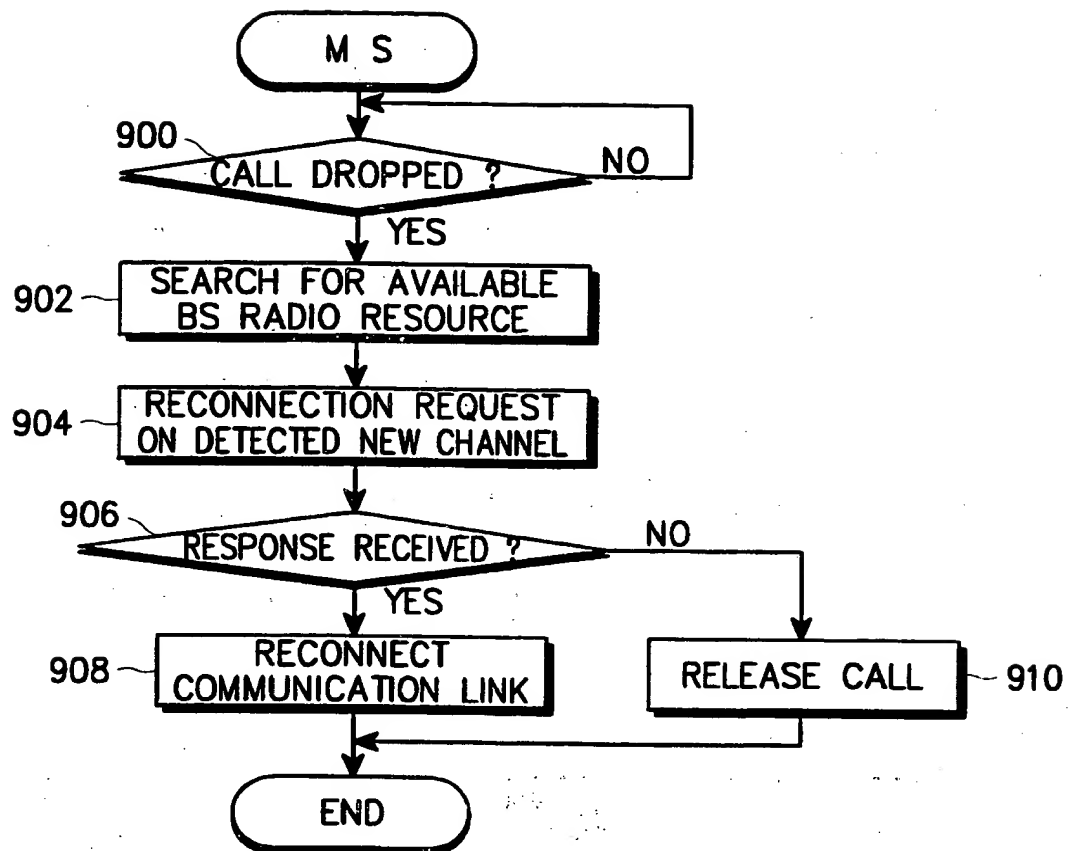 M S
900
CALL DROPPED ?
NO
YES
902
SEARCH FOR AVAILABLE
BS RADIO RESOURCE
904
RECONNECTION REQUEST
ON DETECTED NEW CHANNEL
906
RESPONSE RECEIVED ?
NO
YES
908
RECONNECT
COMMUNICATION LINK
RELEASE CALL
910
END